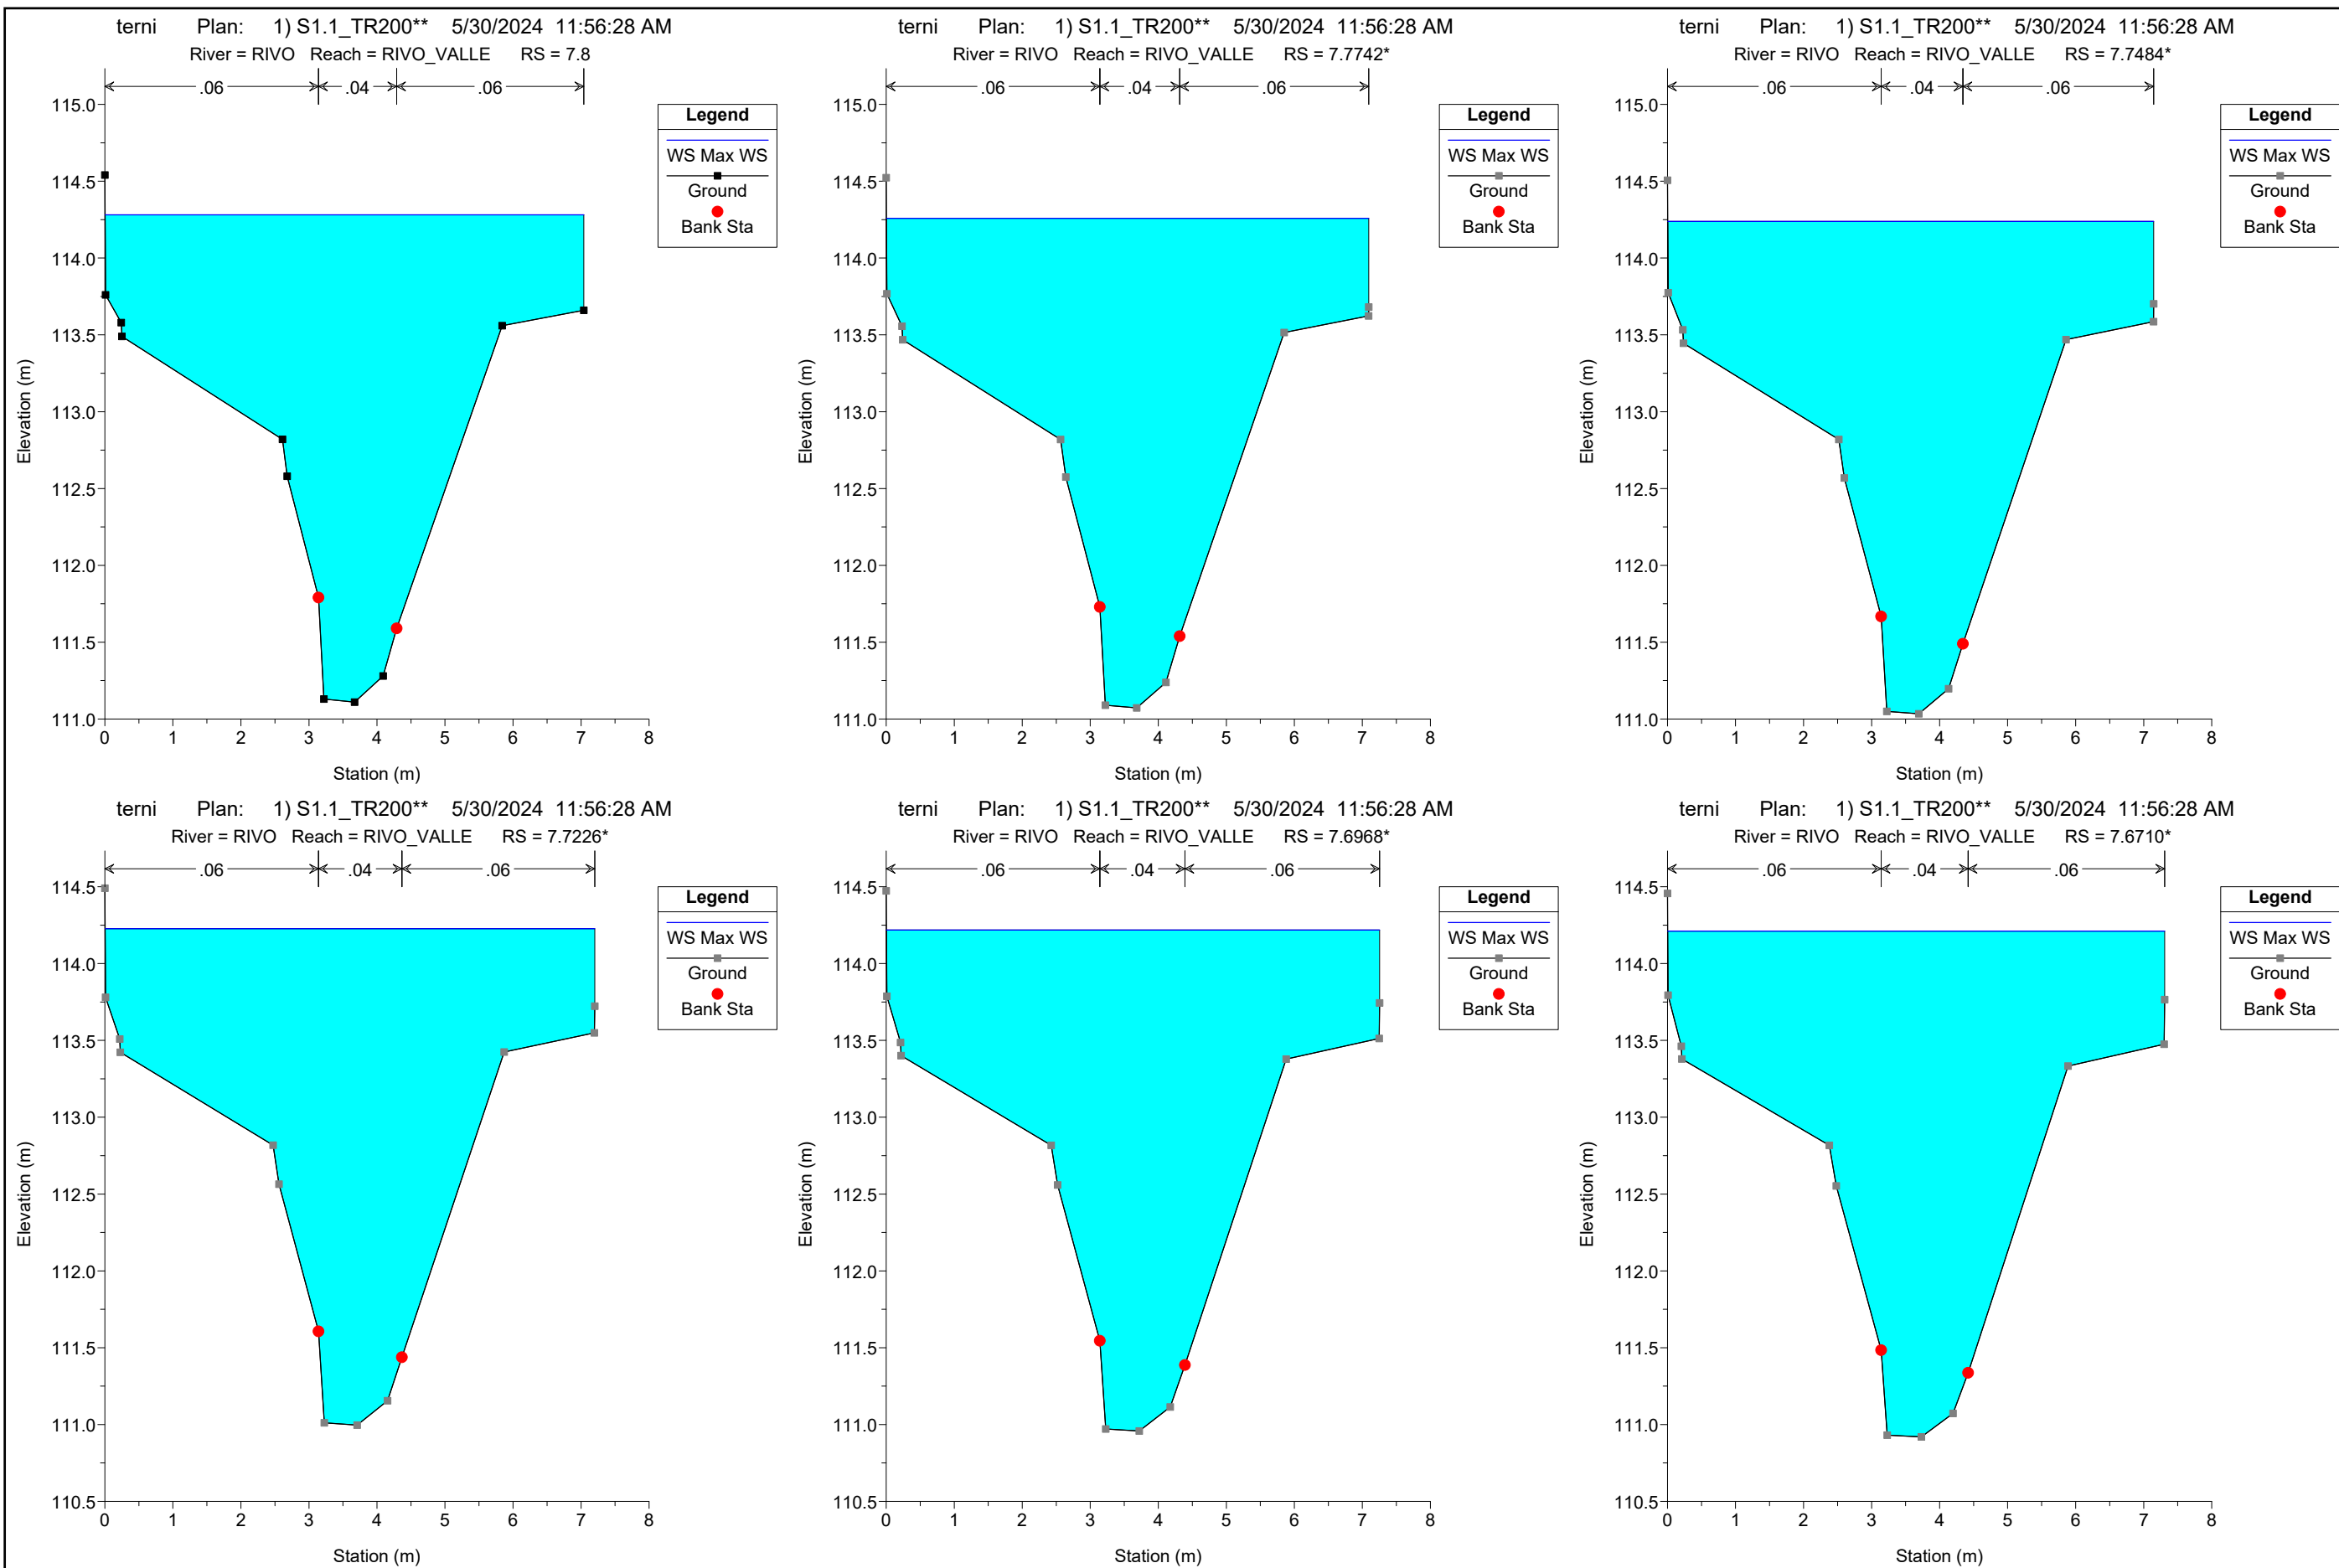 terni Plan: 1) S1.1_TR200** 5/30/2024 11:56:28 AM
River = RIVO Reach = RIVO_VALLE RS = 7.8
.06 .04 .06
Legend
WS Max WS
Ground
Bank Sta
115.0
114.5
114.0
113.5
113.0
112.5
112.0
111.5
111.0
Elevation (m)
0 1 2 3 4 5 6 7 8
Station (m)
terni Plan: 1) S1.1_TR200** 5/30/2024 11:56:28 AM
River = RIVO Reach = RIVO_VALLE RS = 7.7742*
.06 .04 .06
Legend
WS Max WS
Ground
Bank Sta
115.0
114.5
114.0
113.5
113.0
112.5
112.0
111.5
111.0
Elevation (m)
0 1 2 3 4 5 6 7 8
Station (m)
terni Plan: 1) S1.1_TR200** 5/30/2024 11:56:28 AM
River = RIVO Reach = RIVO_VALLE RS = 7.7484*
.06 .04 .06
Legend
WS Max WS
Ground
Bank Sta
115.0
114.5
114.0
113.5
113.0
112.5
112.0
111.5
111.0
Elevation (m)
0 1 2 3 4 5 6 7 8
Station (m)
terni Plan: 1) S1.1_TR200** 5/30/2024 11:56:28 AM
River = RIVO Reach = RIVO_VALLE RS = 7.7226*
.06 .04 .06
Legend
WS Max WS
Ground
Bank Sta
114.5
114.0
113.5
113.0
112.5
112.0
111.5
111.0
110.5
Elevation (m)
0 1 2 3 4 5 6 7 8
Station (m)
terni Plan: 1) S1.1_TR200** 5/30/2024 11:56:28 AM
River = RIVO Reach = RIVO_VALLE RS = 7.6968*
.06 .04 .06
Legend
WS Max WS
Ground
Bank Sta
114.5
114.0
113.5
113.0
112.5
112.0
111.5
111.0
110.5
Elevation (m)
0 1 2 3 4 5 6 7 8
Station (m)
terni Plan: 1) S1.1_TR200** 5/30/2024 11:56:28 AM
River = RIVO Reach = RIVO_VALLE RS = 7.6710*
.06 .04 .06
Legend
WS Max WS
Ground
Bank Sta
114.5
114.0
113.5
113.0
112.5
112.0
111.5
111.0
110.5
Elevation (m)
0 1 2 3 4 5 6 7 8
Station (m)